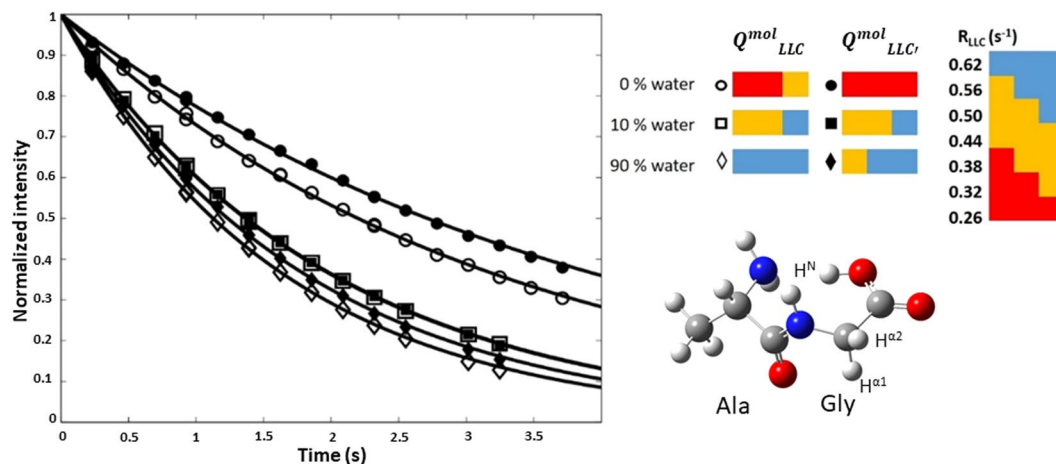 Normalized intensity
1
0.9
0.8
0.7
0.6
0.5
0.4
0.3
0.2
0.1
0
0 0.5 1 1.5 2 2.5 3 3.5
Time (s)
Q^mol_LLC Q^mol_LLC′
0 % water
10 % water
90 % water
R_LLC (s⁻¹)
0.62
0.56
0.50
0.44
0.38
0.32
0.26
H^N
H^α2
H^α1
Ala Gly